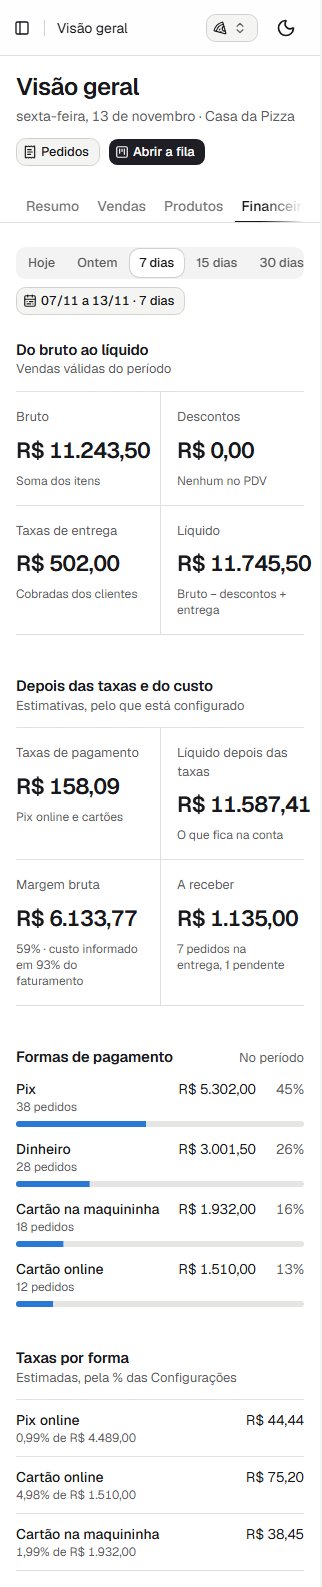 Visão geral
Visão geral
sexta-feira, 13 de novembro · Casa da Pizza
Pedidos
Abrir a fila
Resumo Vendas Produtos Financeir
Hoje Ontem 7 dias 15 dias 30 dias
07/11 a 13/11 · 7 dias
Do bruto ao líquido
Vendas válidas do período
Bruto
R$ 11.243,50
Soma dos itens
Descontos
R$ 0,00
Nenhum no PDV
Taxas de entrega
R$ 502,00
Cobradas dos clientes
Líquido
R$ 11.745,50
Bruto − descontos +
entrega
Depois das taxas e do custo
Estimativas, pelo que está configurado
Taxas de pagamento
R$ 158,09
Pix online e cartões
Líquido depois das
taxas
R$ 11.587,41
O que fica na conta
Margem bruta
R$ 6.133,77
59% · custo informado
em 93% do
faturamento
A receber
R$ 1.135,00
7 pedidos na
entrega, 1 pendente
Formas de pagamento No período
Pix R$ 5.302,00 45%
38 pedidos
Dinheiro R$ 3.001,50 26%
28 pedidos
Cartão na maquininha R$ 1.932,00 16%
18 pedidos
Cartão online R$ 1.510,00 13%
12 pedidos
Taxas por forma
Estimadas, pela % das Configurações
Pix online R$ 44,44
0,99% de R$ 4.489,00
Cartão online R$ 75,20
4,98% de R$ 1.510,00
Cartão na maquininha R$ 38,45
1,99% de R$ 1.932,00